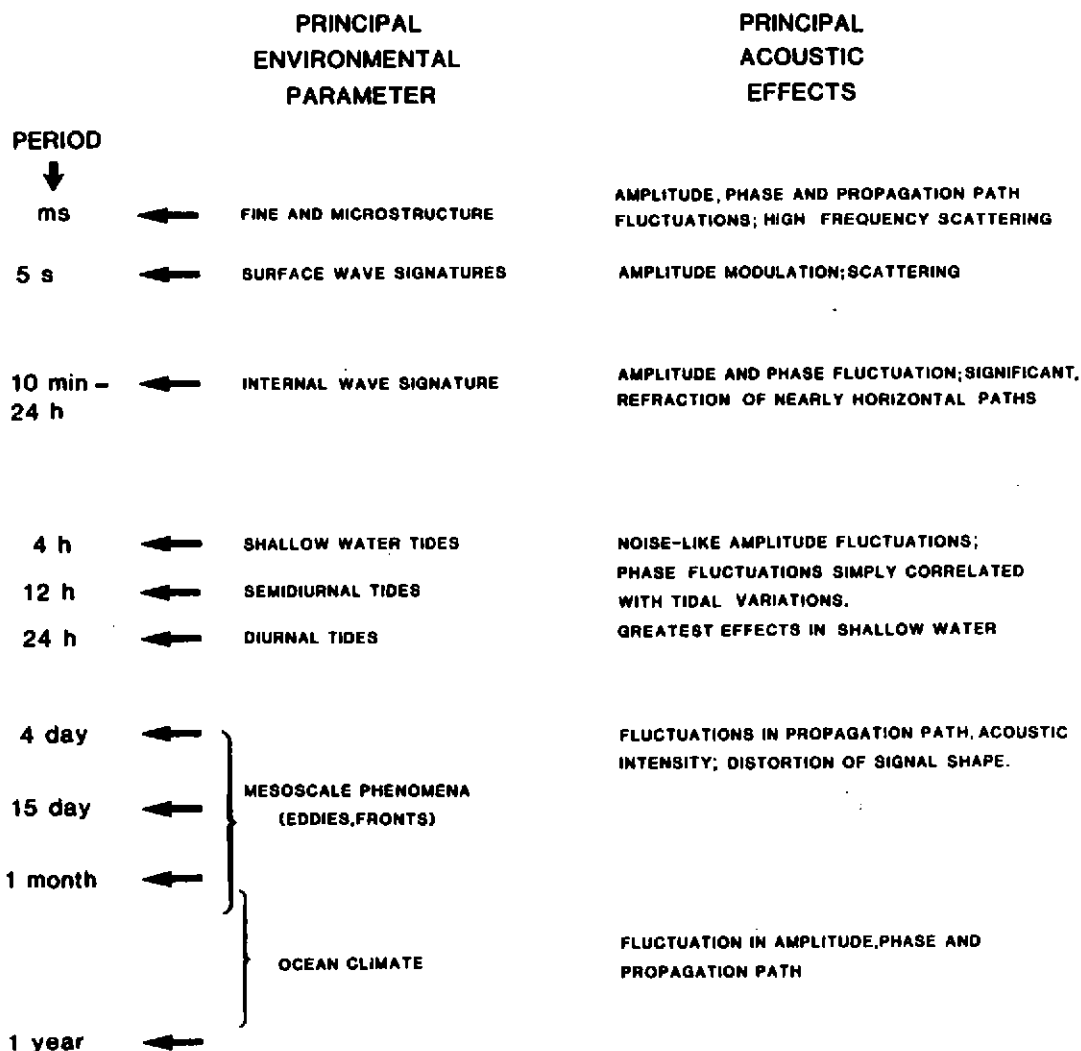 PRINCIPAL
ENVIRONMENTAL
PARAMETER
PRINCIPAL
ACOUSTIC
EFFECTS
PERIOD
ms
FINE AND MICROSTRUCTURE
AMPLITUDE, PHASE AND PROPAGATION PATH
FLUCTUATIONS; HIGH FREQUENCY SCATTERING
5 s
SURFACE WAVE SIGNATURES
AMPLITUDE MODULATION; SCATTERING
10 min –
24 h
INTERNAL WAVE SIGNATURE
AMPLITUDE AND PHASE FLUCTUATION; SIGNIFICANT,
REFRACTION OF NEARLY HORIZONTAL PATHS
4 h
SHALLOW WATER TIDES
NOISE-LIKE AMPLITUDE FLUCTUATIONS;
PHASE FLUCTUATIONS SIMPLY CORRELATED
12 h
SEMIDIURNAL TIDES
WITH TIDAL VARIATIONS.
24 h
DIURNAL TIDES
GREATEST EFFECTS IN SHALLOW WATER
4 day
FLUCTUATIONS IN PROPAGATION PATH, ACOUSTIC
INTENSITY; DISTORTION OF SIGNAL SHAPE.
15 day
MESOSCALE PHENOMENA
(EDDIES, FRONTS)
1 month
OCEAN CLIMATE
FLUCTUATION IN AMPLITUDE, PHASE AND
PROPAGATION PATH
1 year